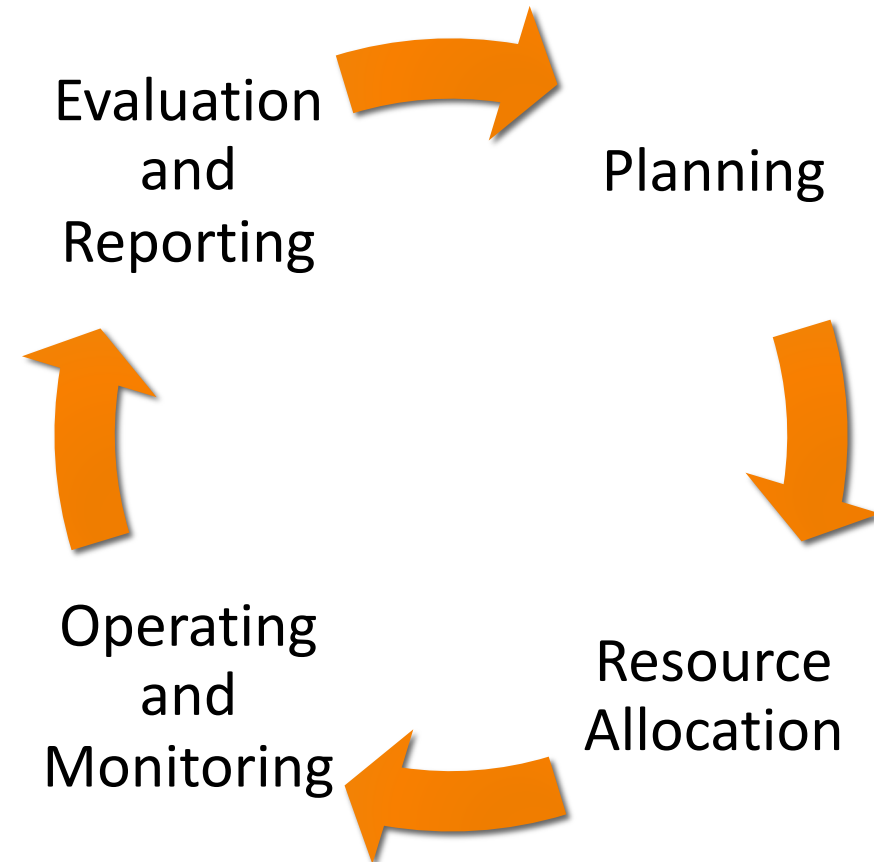 Evaluation
and
Reporting
Planning
Resource
Allocation
Operating
and
Monitoring